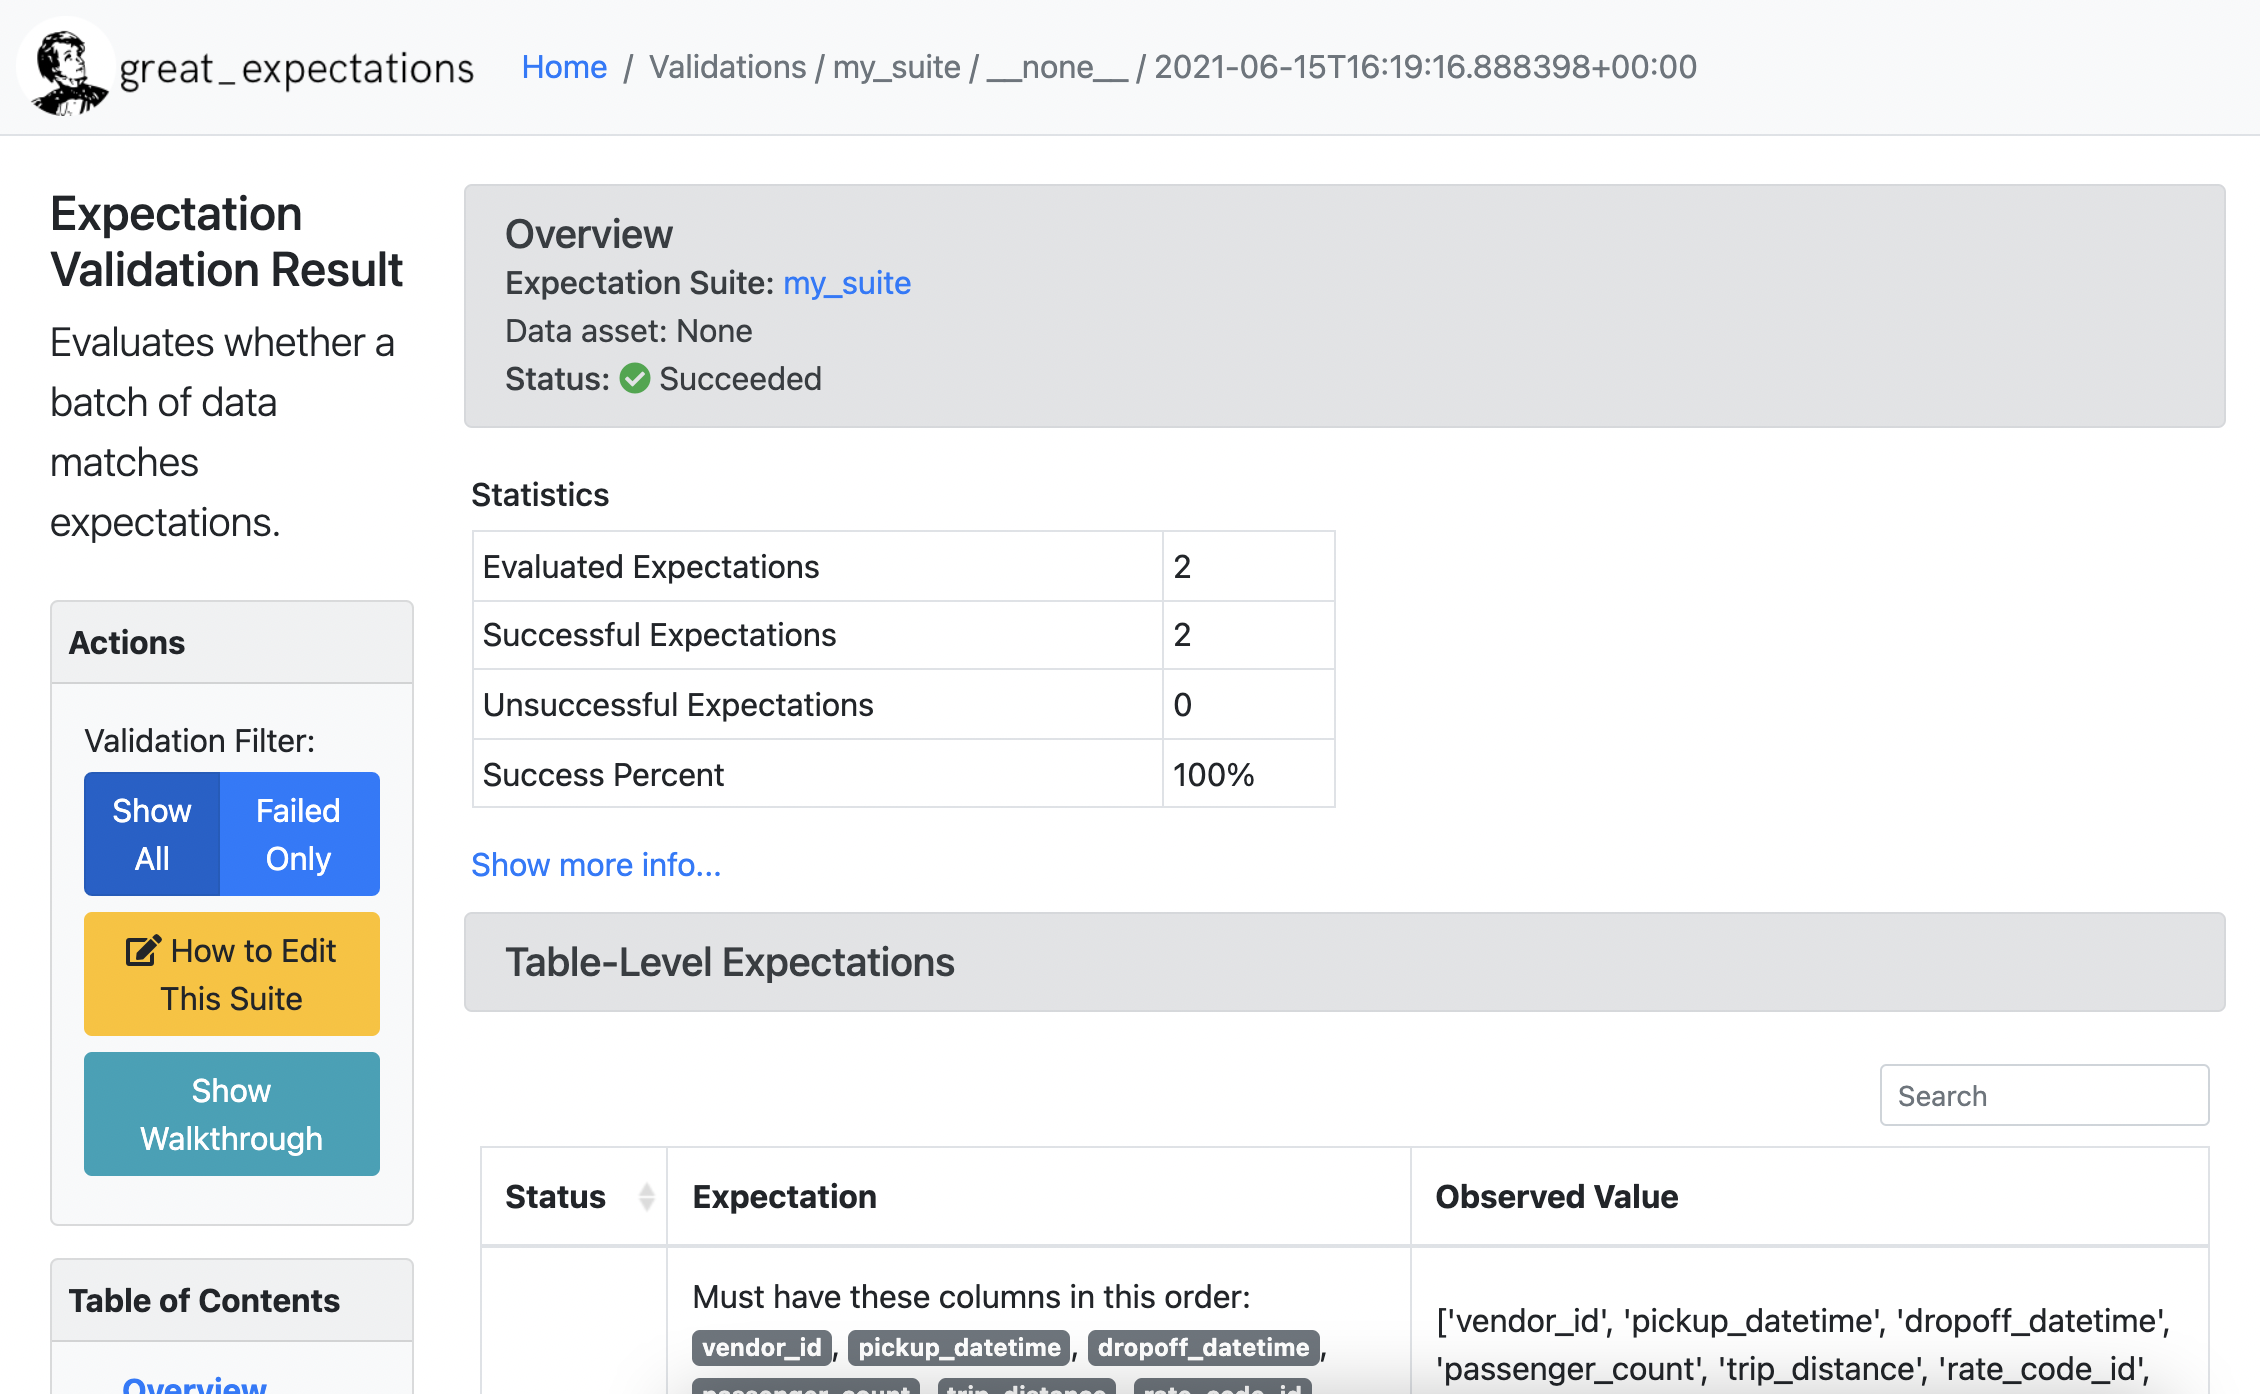 great_expectations
Home / Validations / my_suite / __none__ / 2021-06-15T16:19:16.888398+00:00
Expectation
Validation Result
Evaluates whether a
batch of data
matches
expectations.
Actions
Validation Filter:
Show
All
Failed
Only
How to Edit
This Suite
Show
Walkthrough
Table of Contents
Overview
Overview
Expectation Suite: my_suite
Data asset: None
Status: Succeeded
Statistics
Evaluated Expectations 2
Successful Expectations 2
Unsuccessful Expectations 0
Success Percent 100%
Show more info...
Table-Level Expectations
Search
Status Expectation Observed Value
Must have these columns in this order:
vendor_id, pickup_datetime, dropoff_datetime,
passenger_count trip_distance rate_code_id
['vendor_id', 'pickup_datetime', 'dropoff_datetime',
'passenger_count', 'trip_distance', 'rate_code_id',